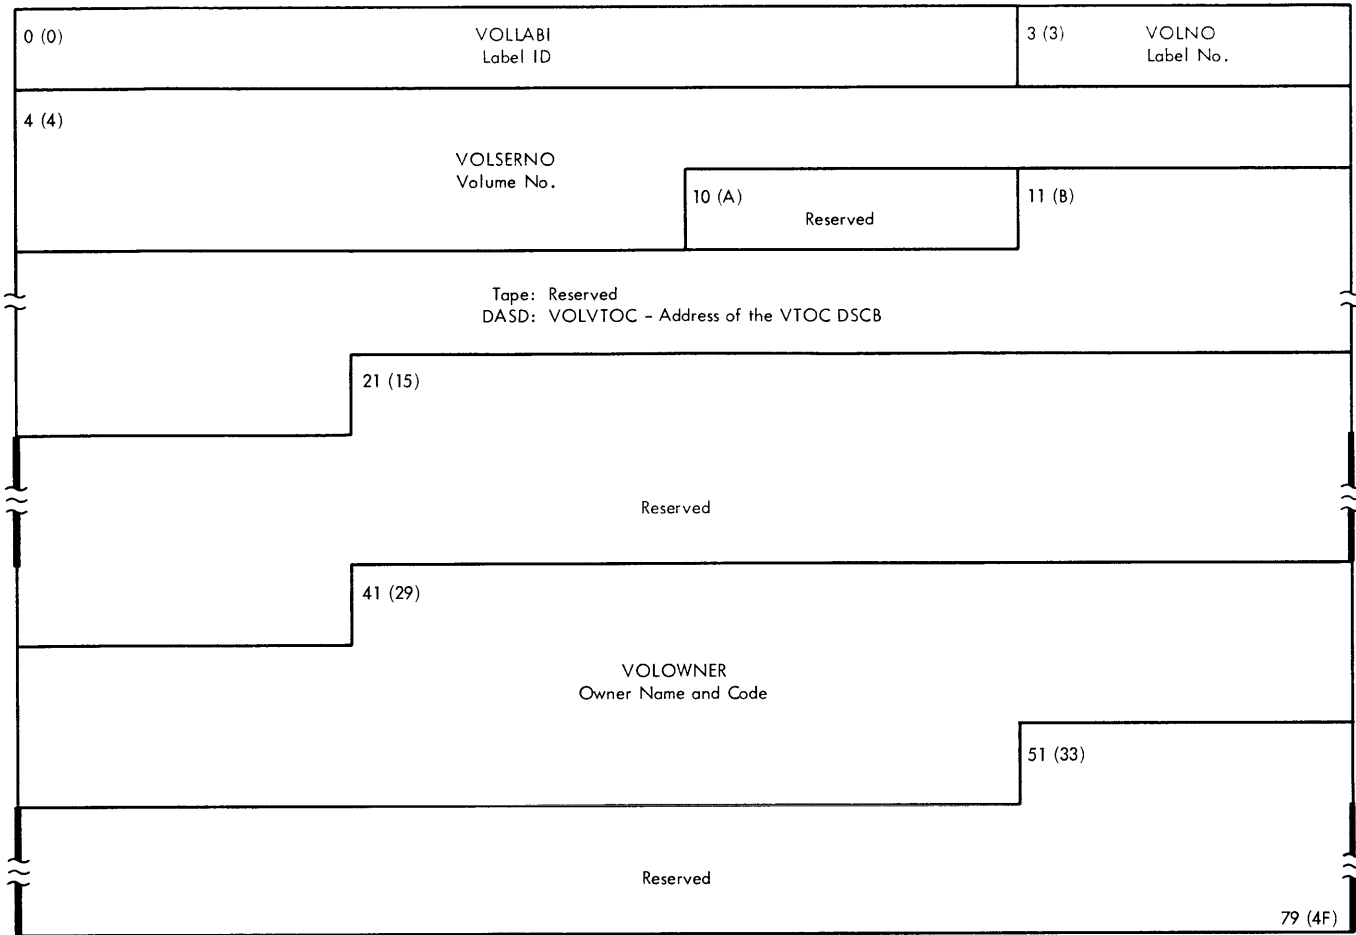 0 (0)
VOLLABI
Label ID
3 (3)
VOLNO
Label No.
4 (4)
VOLSERNO
Volume No.
10 (A)
Reserved
11 (B)
Tape: Reserved
DASD: VOLVTOC - Address of the VTOC DSCB
21 (15)
Reserved
41 (29)
VOLOWNER
Owner Name and Code
51 (33)
Reserved
79 (4F)